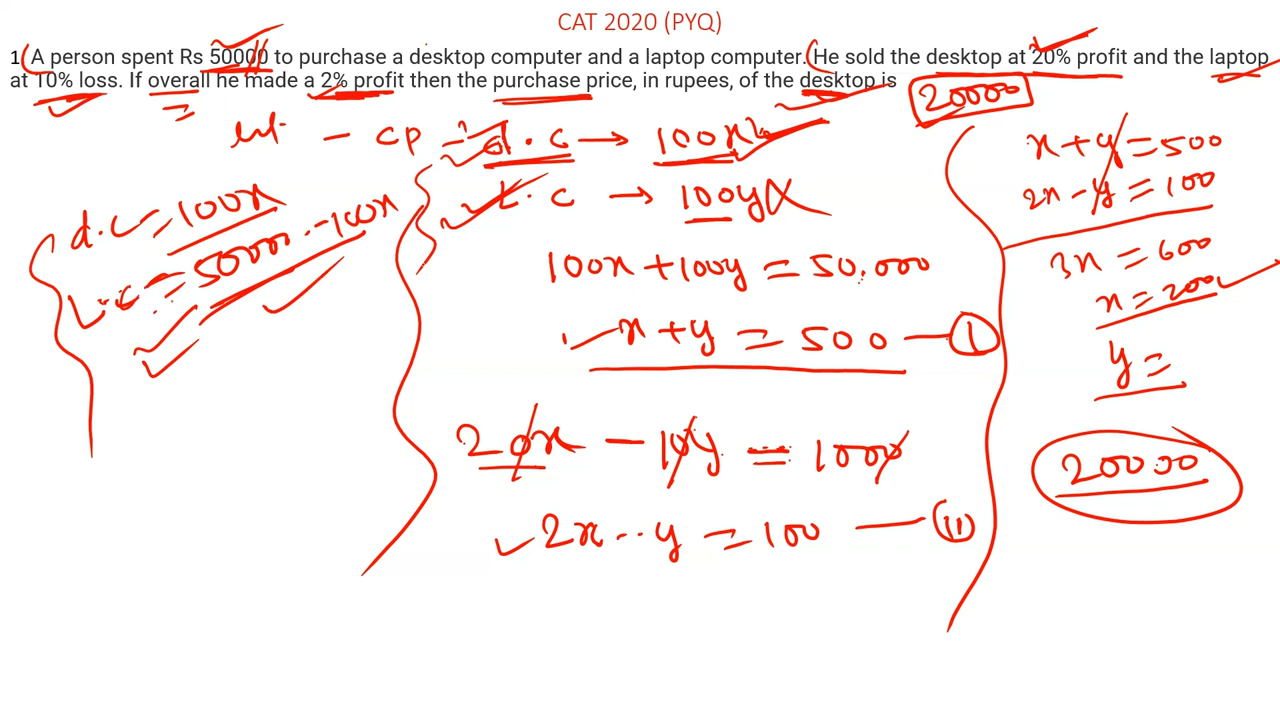 CAT 2020 (PYQ)
1. A person spent Rs 50000 to purchase a desktop computer and a laptop computer. He sold the desktop at 20% profit and the laptop
at 10% loss. If overall he made a 2% profit then the purchase price, in rupees, of the desktop is
20000
let - CP = d.C → 100x
L.C → 100y
100x + 100y = 50,000
x + y = 500 — (I)
20x - 10y = 1000
2x - y = 100 — (II)
d.C = 100x
L.C = 50000 - 100x
x + y = 500
2x - y = 100
3x = 600
x = 200
y =
20000